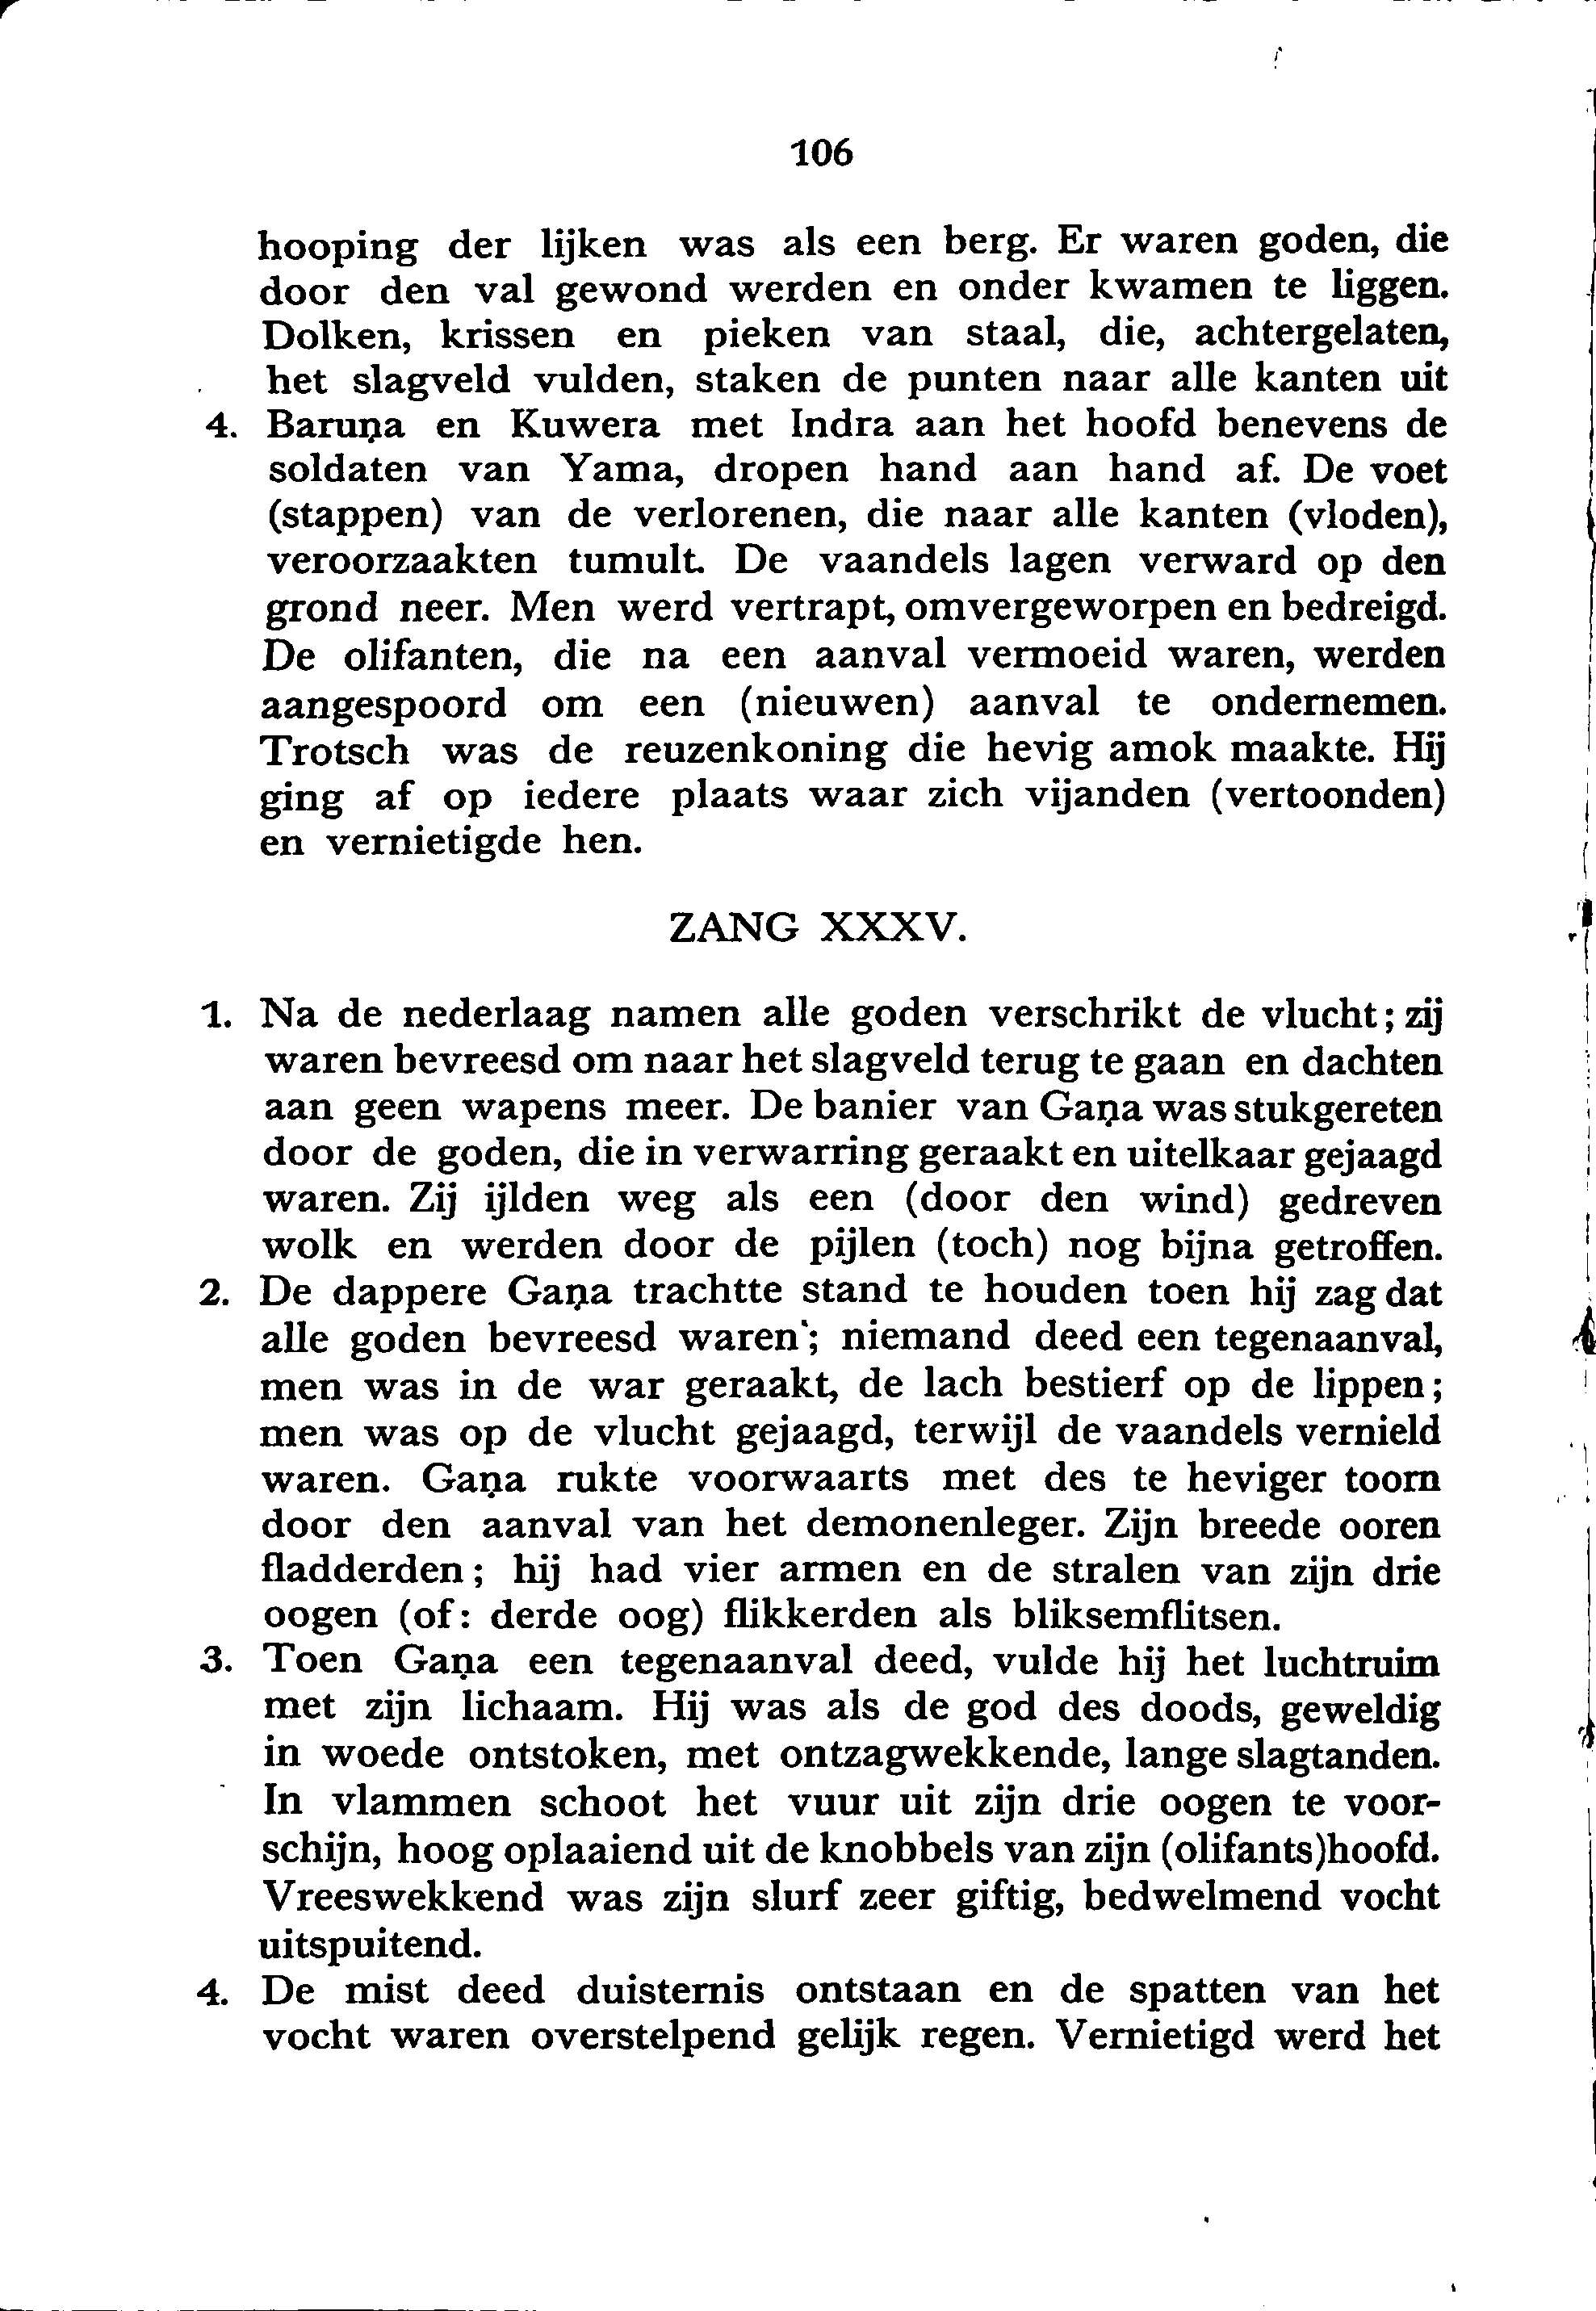 106
hooping der lijken was als een berg. Er waren goden, die
door den val gewond werden en onder kwamen te liggen.
Dolken, krissen en pieken van staal, die, achtergelaten,
het slagveld vulden, staken de punten naar alle kanten uit
4. Baruṇa en Kuwera met Indra aan het hoofd benevens de
soldaten van Yama, dropen hand aan hand af. De voet
(stappen) van de verlorenen, die naar alle kanten (vloden),
veroorzaakten tumult. De vaandels lagen verward op den
grond neer. Men werd vertrapt, omvergeworpen en bedreigd.
De olifanten, die na een aanval vermoeid waren, werden
aangespoord om een (nieuwen) aanval te ondernemen.
Trotsch was de reuzenkoning die hevig amok maakte. Hij
ging af op iedere plaats waar zich vijanden (vertoonden)
en vernietigde hen.
ZANG XXXV.
1. Na de nederlaag namen alle goden verschrikt de vlucht; zij
waren bevreesd om naar het slagveld terug te gaan en dachten
aan geen wapens meer. De banier van Gaṇa was stukgereten
door de goden, die in verwarring geraakt en uitelkaar gejaagd
waren. Zij ijlden weg als een (door den wind) gedreven
wolk en werden door de pijlen (toch) nog bijna getroffen.
2. De dappere Gaṇa trachtte stand te houden toen hij zag dat
alle goden bevreesd waren; niemand deed een tegenaanval,
men was in de war geraakt, de lach bestierf op de lippen;
men was op de vlucht gejaagd, terwijl de vaandels vernield
waren. Gaṇa rukte voorwaarts met des te heviger toorn
door den aanval van het demonenleger. Zijn breede ooren
fladderden; hij had vier armen en de stralen van zijn drie
oogen (of: derde oog) flikkerden als bliksemflitsen.
3. Toen Gaṇa een tegenaanval deed, vulde hij het luchtruim
met zijn lichaam. Hij was als de god des doods, geweldig
in woede ontstoken, met ontzagwekkende, lange slagtanden.
In vlammen schoot het vuur uit zijn drie oogen te voor-
schijn, hoog oplaaiend uit de knobbels van zijn (olifants)hoofd.
Vreeswekkend was zijn slurf zeer giftig, bedwelmend vocht
uitspuitend.
4. De mist deed duisternis ontstaan en de spatten van het
vocht waren overstelpend gelijk regen. Vernietigd werd het